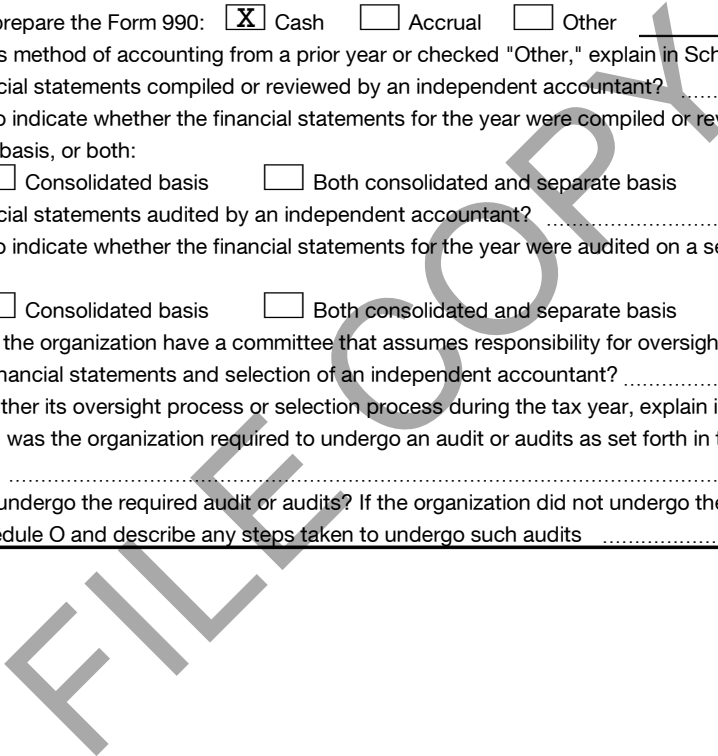 prepare the Form 990: X Cash Accrual Other
s method of accounting from a prior year or checked "Other," explain in Sch
cial statements compiled or reviewed by an independent accountant?
o indicate whether the financial statements for the year were compiled or rev
basis, or both:
Consolidated basis Both consolidated and separate basis
cial statements audited by an independent accountant?
o indicate whether the financial statements for the year were audited on a se
Consolidated basis Both consolidated and separate basis
the organization have a committee that assumes responsibility for oversigh
nancial statements and selection of an independent accountant?
ther its oversight process or selection process during the tax year, explain i
was the organization required to undergo an audit or audits as set forth in t
undergo the required audit or audits? If the organization did not undergo the
edule O and describe any steps taken to undergo such audits
FILE COPY